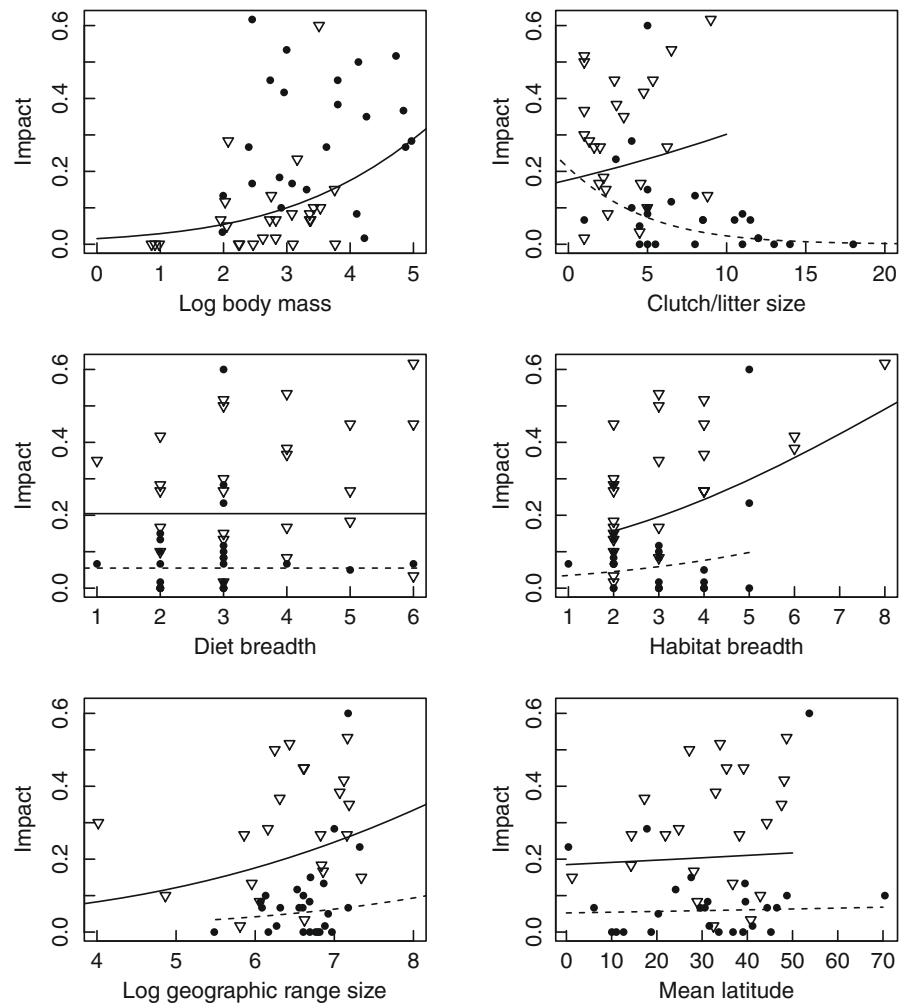 Impact
0.0 0.2 0.4 0.6
0 1 2 3 4 5
Log body mass
Impact
0.0 0.2 0.4 0.6
0 5 10 15 20
Clutch/litter size
Impact
0.0 0.2 0.4 0.6
1 2 3 4 5 6
Diet breadth
Impact
0.0 0.2 0.4 0.6
1 2 3 4 5 6 7 8
Habitat breadth
Impact
0.0 0.2 0.4 0.6
4 5 6 7 8
Log geographic range size
Impact
0.0 0.2 0.4 0.6
0 10 20 30 40 50 60 70
Mean latitude